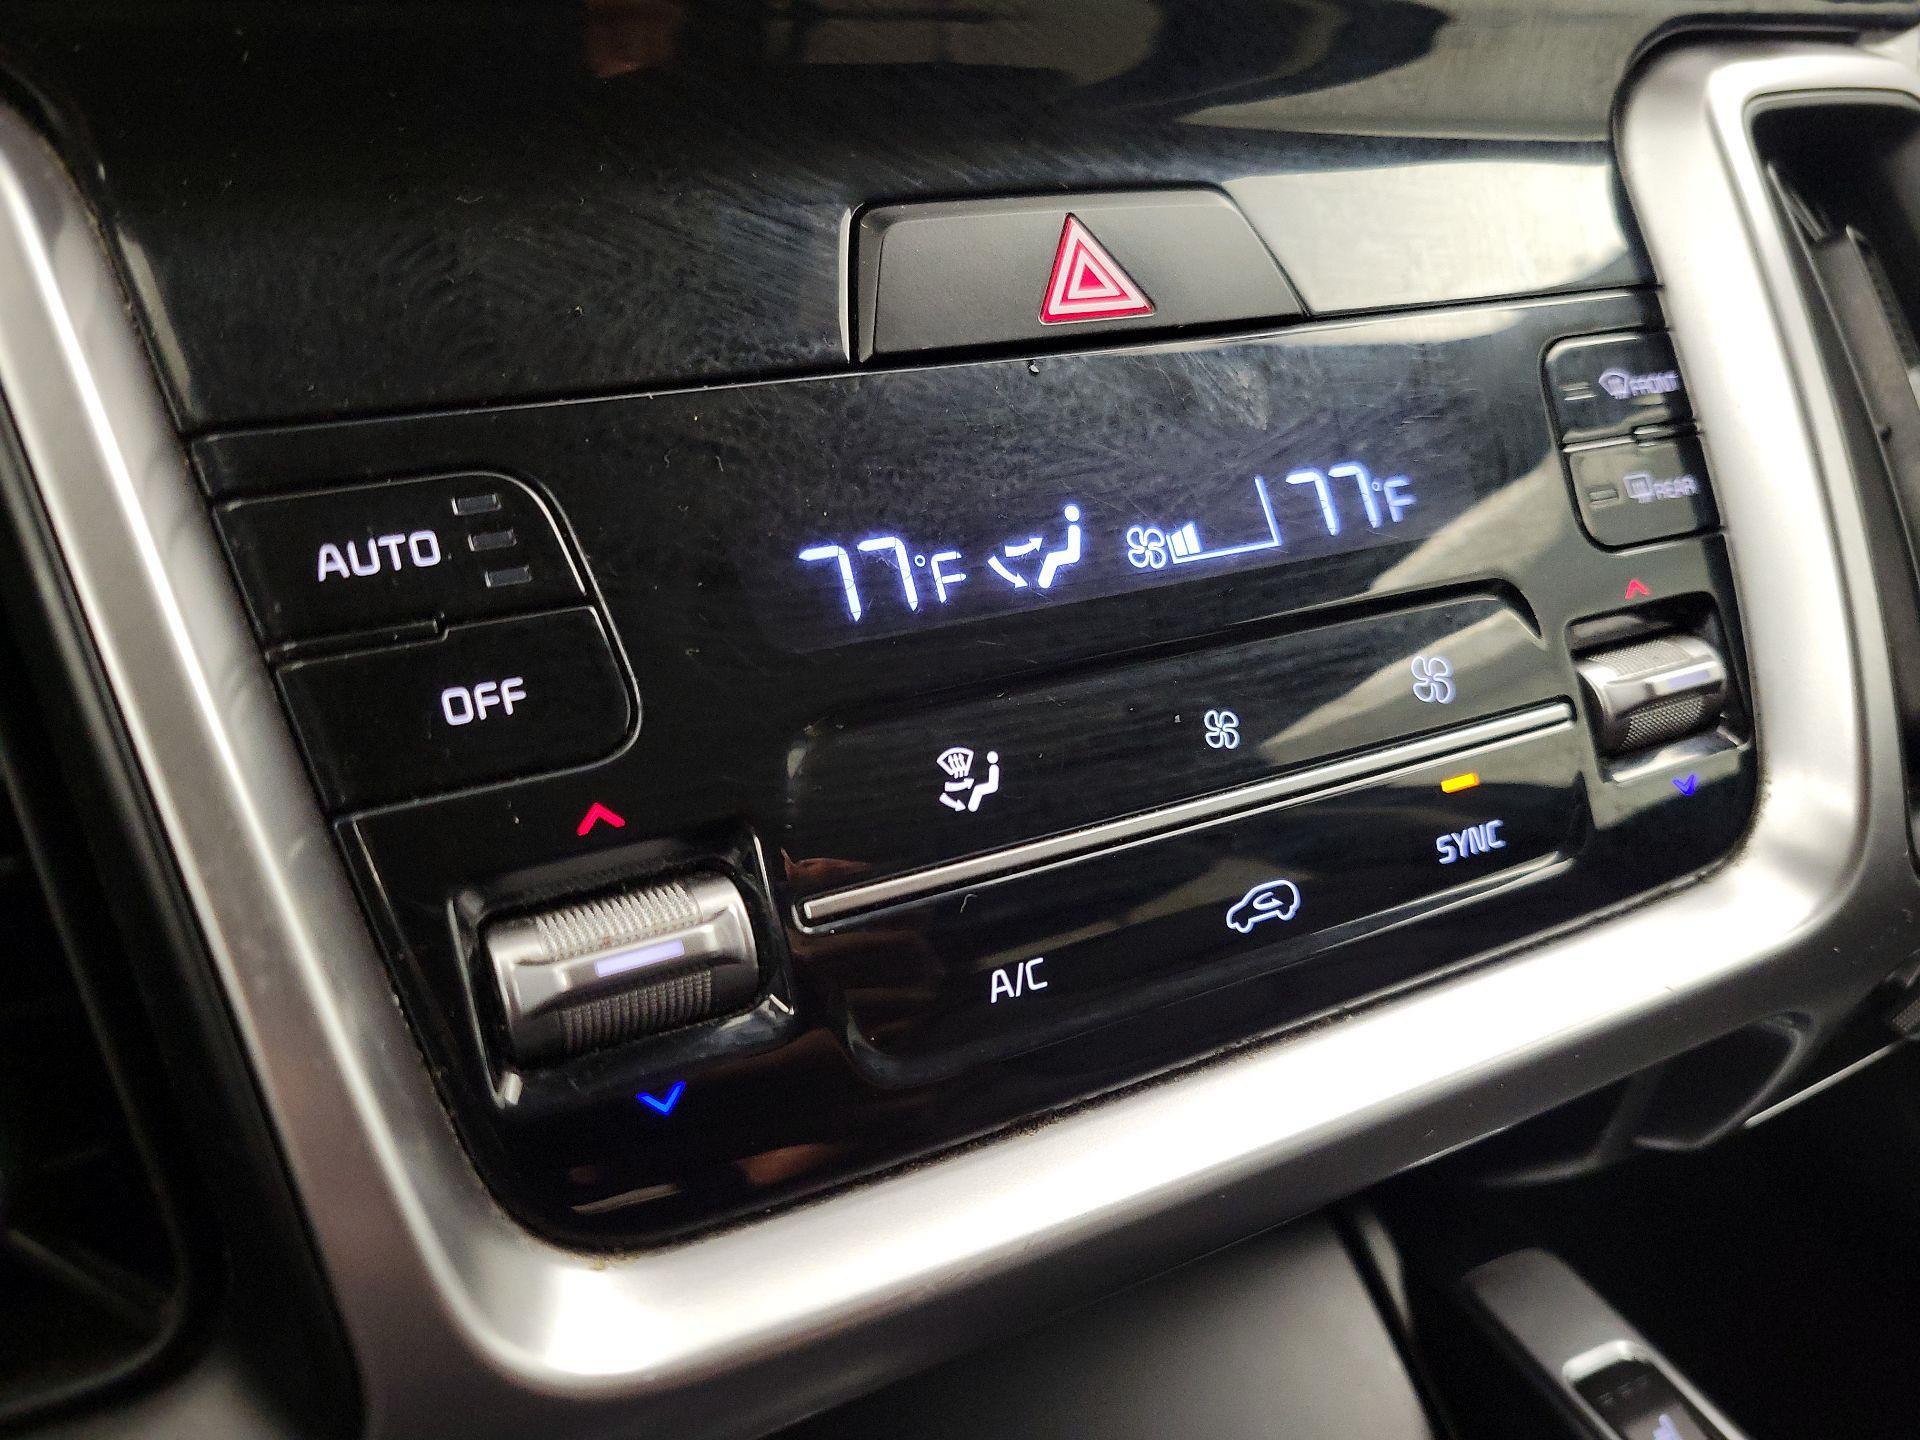 FRONT
77°F 77°F
REAR
AUTO
OFF
SYNC
A/C